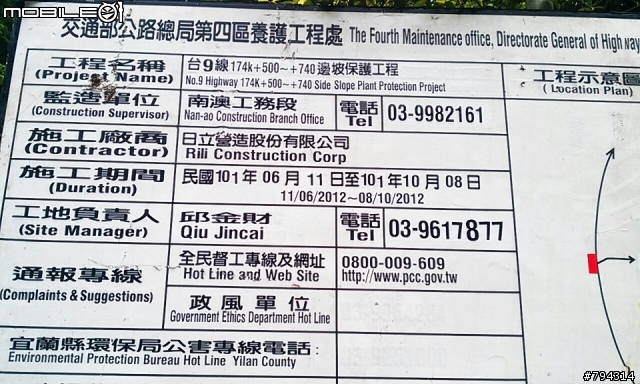 MOBILE01
交通部公路總局第四區養護工程處 The Fourth Maintenance office, Directorate General of Highway
工程名稱
(Project Name)
台9線174k+500~+740邊坡保護工程
No.9 Highway 174K+500~+740 Side Slope Plant Protection Project
工程示意圖
(Location Plan)
監造單位
(Construction Supervisor)
南澳工務段
Nan-ao Construction Branch Office
電話
Tel
03-9982161
施工廠商
(Contractor)
日立營造股份有限公司
Rili Construction Corp
施工期間
(Duration)
民國101年06月11日至101年10月08日
11/06/2012~08/10/2012
工地負責人
(Site Manager)
邱金財
Qiu Jincai
電話
Tel
03-9617877
通報專線
(Complaints & Suggestions)
全民督工專線及網址
Hot Line and Web Site
0800-009-609
http://www.pcc.gov.tw
政風單位
Government Ethics Department Hot Line
宜蘭縣環保局公害專線電話:
Environmental Protection Bureau Hot Line Yilan County
#794314